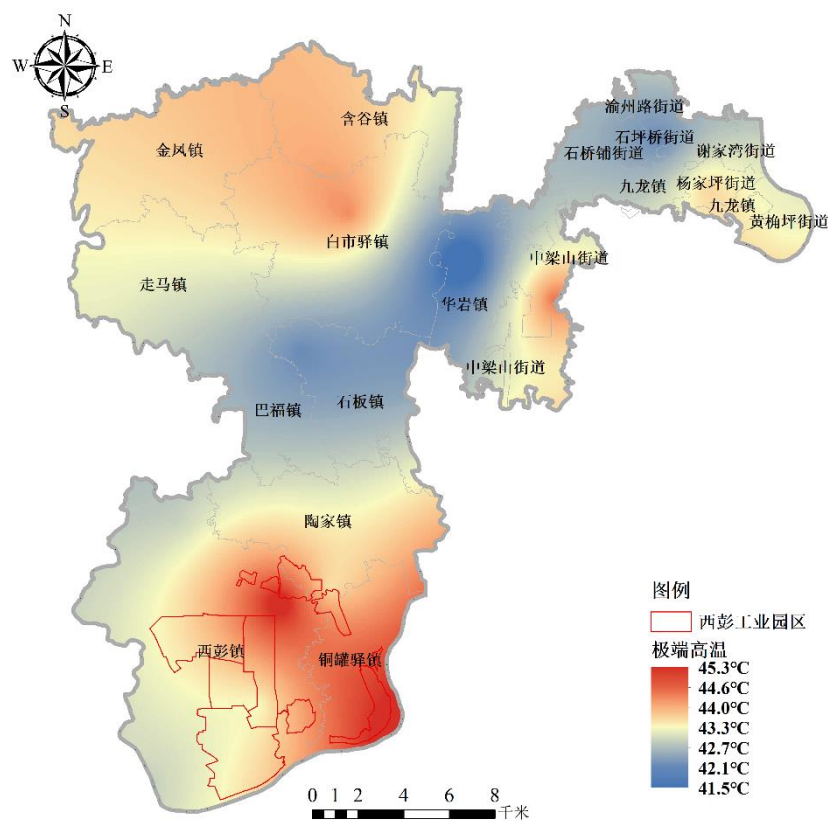 N
W
E
S
含谷镇
金凤镇
白市驿镇
走马镇
渝州路街道
石坪桥街道
石桥铺街道
谢家湾街道
九龙镇
杨家坪街道
九龙镇
黄桷坪街道
中梁山街道
华岩镇
中梁山街道
巴福镇
石板镇
陶家镇
西彭镇
铜罐驿镇
图例
西彭工业园区
极端高温
45.3℃
44.6℃
44.0℃
43.3℃
42.7℃
42.1℃
41.5℃
0 1 2 4 6 8
千米